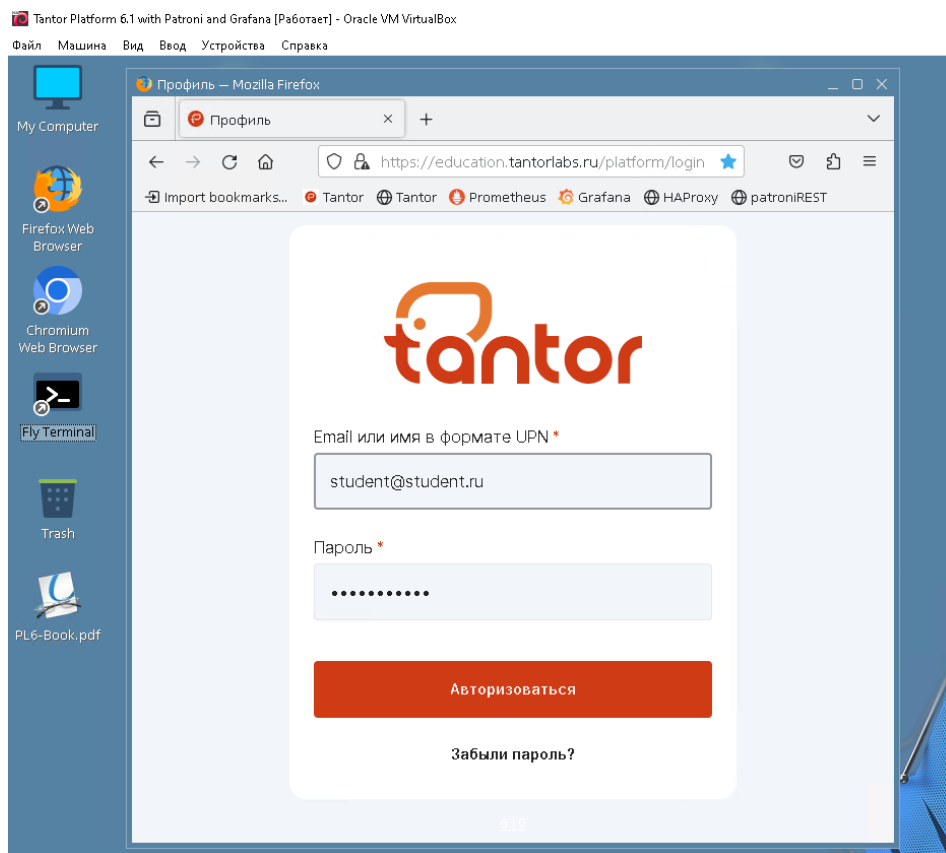 Tantor Platform 6.1 with Patroni and Grafana [Работает] - Oracle VM VirtualBox
Файл Машина Вид Ввод Устройства Справка
My Computer
Firefox Web
Browser
Chromium
Web Browser
Fly Terminal
Trash
PL6-Book.pdf
Профиль — Mozilla Firefox
Профиль
https://education.tantorlabs.ru/platform/login
Import bookmarks... Tantor Tantor Prometheus Grafana HAProxy patroniREST
tantor
Email или имя в формате UPN *
student@student.ru
Пароль *
•••••••••••
Авторизоваться
Забыли пароль?
6.1.0